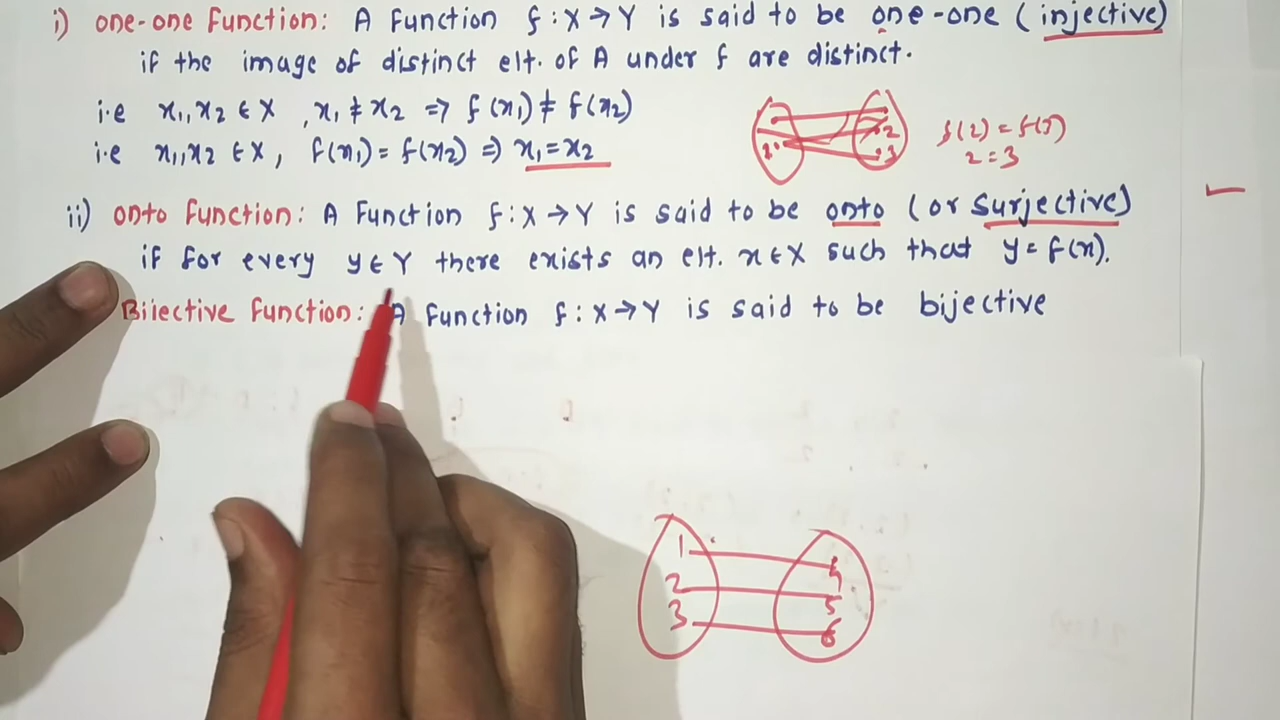 i) one-one Function: A Function f : X → Y is said to be one-one (injective)
if the image of distinct elt. of A under f are distinct.
i.e x₁,x₂ ∈ X , x₁ ≠ x₂ ⇒ f(x₁) ≠ f(x₂)
i.e x₁,x₂ ∈ X, f(x₁) = f(x₂) ⇒ x₁ = x₂
2
2
3
f(2) = f(3)
2 = 3
ii) onto Function: A Function f : X → Y is said to be onto (or Surjective)
if for every y ∈ Y there exists an elt. x ∈ X such that y = f(x).
Bijective Function: A function f : X → Y is said to be bijective
1 4
2 5
3 6